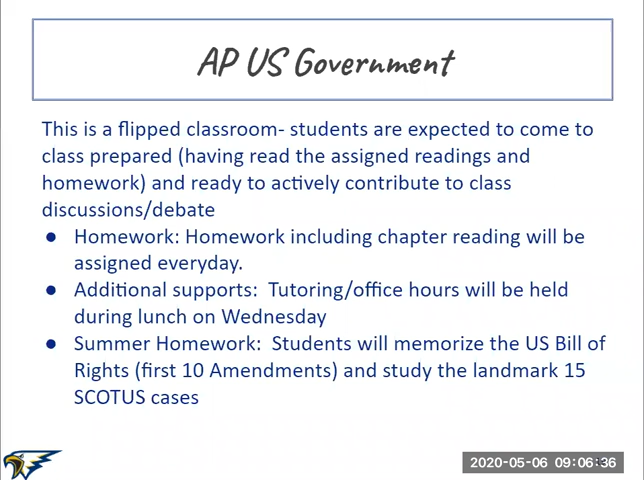 AP US Government
This is a flipped classroom- students are expected to come to
class prepared (having read the assigned readings and
homework) and ready to actively contribute to class
discussions/debate
● Homework: Homework including chapter reading will be
assigned everyday.
● Additional supports:  Tutoring/office hours will be held
during lunch on Wednesday
● Summer Homework:  Students will memorize the US Bill of
Rights (first 10 Amendments) and study the landmark 15
SCOTUS cases
2020-05-06 09:06:36